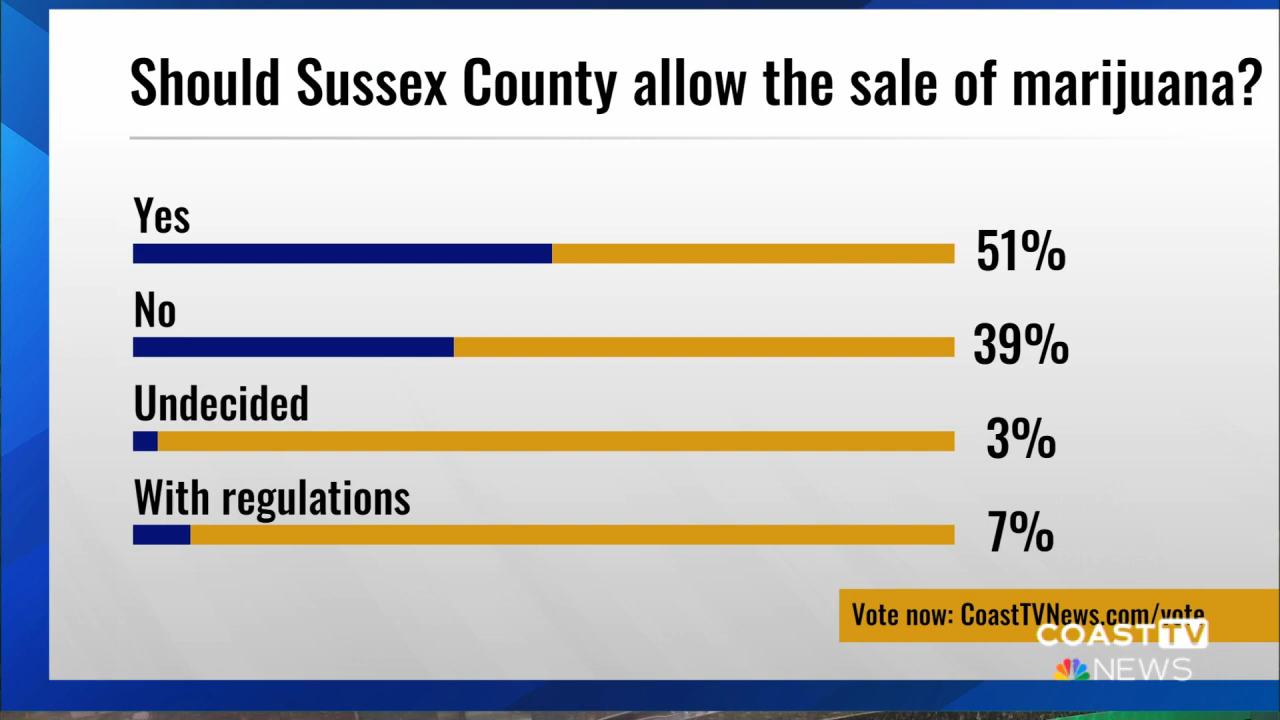 Should Sussex County allow the sale of marijuana?
Yes
51%
No
39%
Undecided
3%
With regulations
7%
Vote now: CoastTVNews.com/vote
COAST TV
NEWS